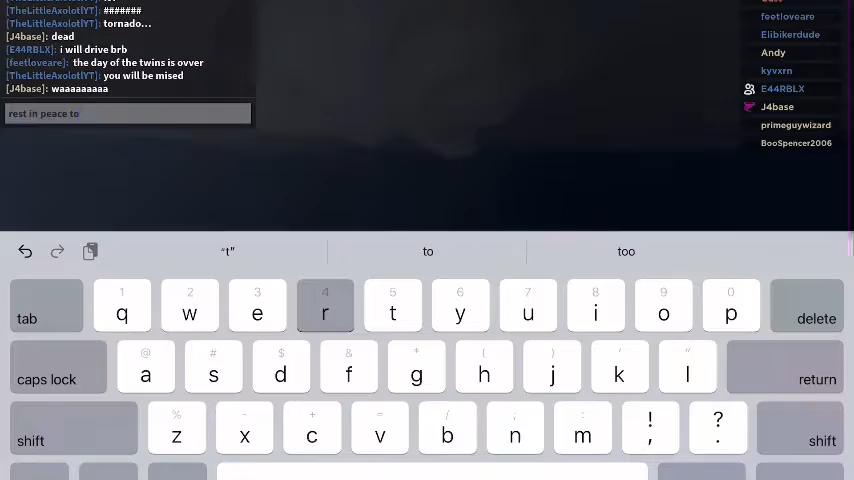 [TheLittleAxolotlYT]: #######
[TheLittleAxolotlYT]: tornado...
[J4base]: dead
[E44RBLX]: i will drive brb
[feetloveare]: the day of the twins is ovver
[TheLittleAxolotlYT]: you will be mised
[J4base]: waaaaaaaaa
rest in peace to
feetloveare
Elibikerdude
Andy
kyvxrn
E44RBLX
J4base
primeguywizard
BooSpencer2006
"t" to too
1 2 3 4 5 6 7 8 9 0
tab q w e r t y u i o p delete
@ # $ & * ( ) ' "
caps lock a s d f g h j k l return
% - + = / ; : ! ?
shift z x c v b n m , . shift